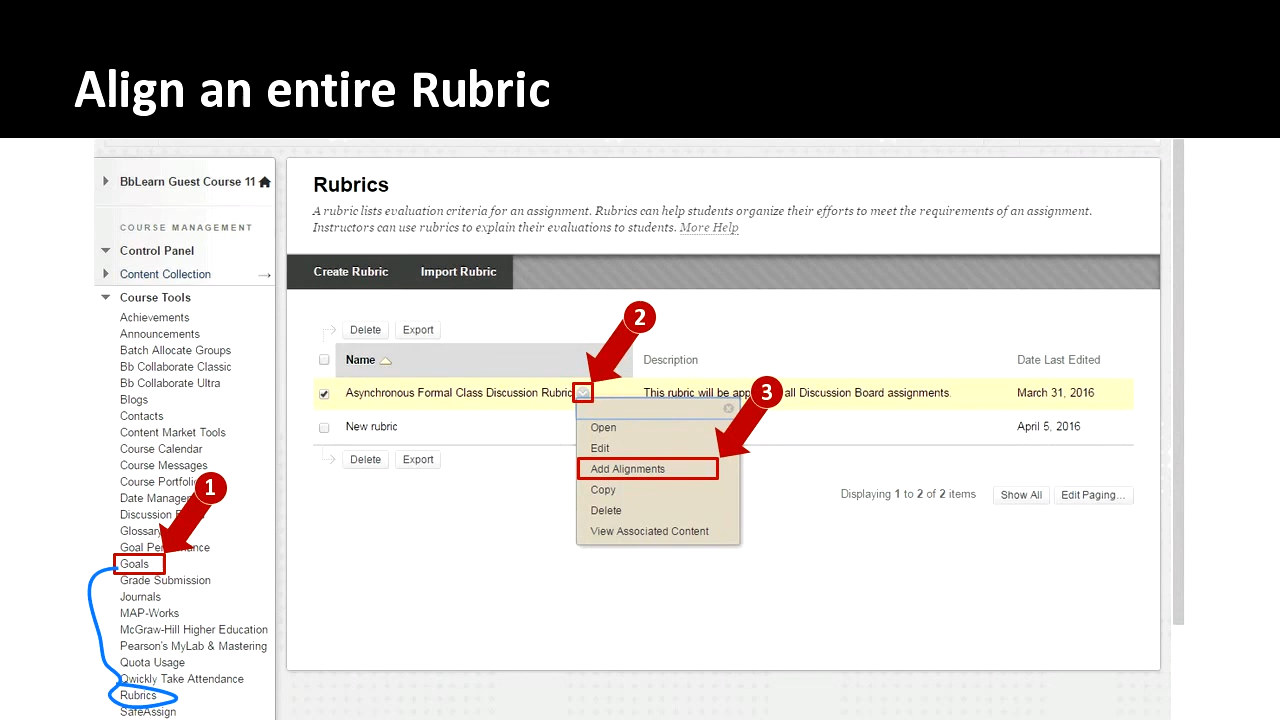 Align an entire Rubric
BbLearn Guest Course 11
COURSE MANAGEMENT
Control Panel
Content Collection
Course Tools
Achievements
Announcements
Batch Allocate Groups
Bb Collaborate Classic
Bb Collaborate Ultra
Blogs
Contacts
Content Market Tools
Course Calendar
Course Messages
Course Portfolio
1
Date Manag
Discussion
Glossary
Goal Pe mance
Goals
Grade Submission
Journals
MAP-Works
McGraw-Hill Higher Education
Pearson's MyLab & Mastering
Quota Usage
Qwickly Take Attendance
Rubrics
SafeAssign
Rubrics
A rubric lists evaluation criteria for an assignment. Rubrics can help students organize their efforts to meet the requirements of an assignment.
Instructors can use rubrics to explain their evaluations to students. More Help
Create Rubric Import Rubric
2
Delete Export
Name Description Date Last Edited
Asynchronous Formal Class Discussion Rubric This rubric will be app all Discussion Board assignments. March 31, 2016
3
New rubric April 5, 2016
Delete Export
Open
Edit
Add Alignments
Copy
Delete
View Associated Content
Displaying 1 to 2 of 2 items Show All Edit Paging...